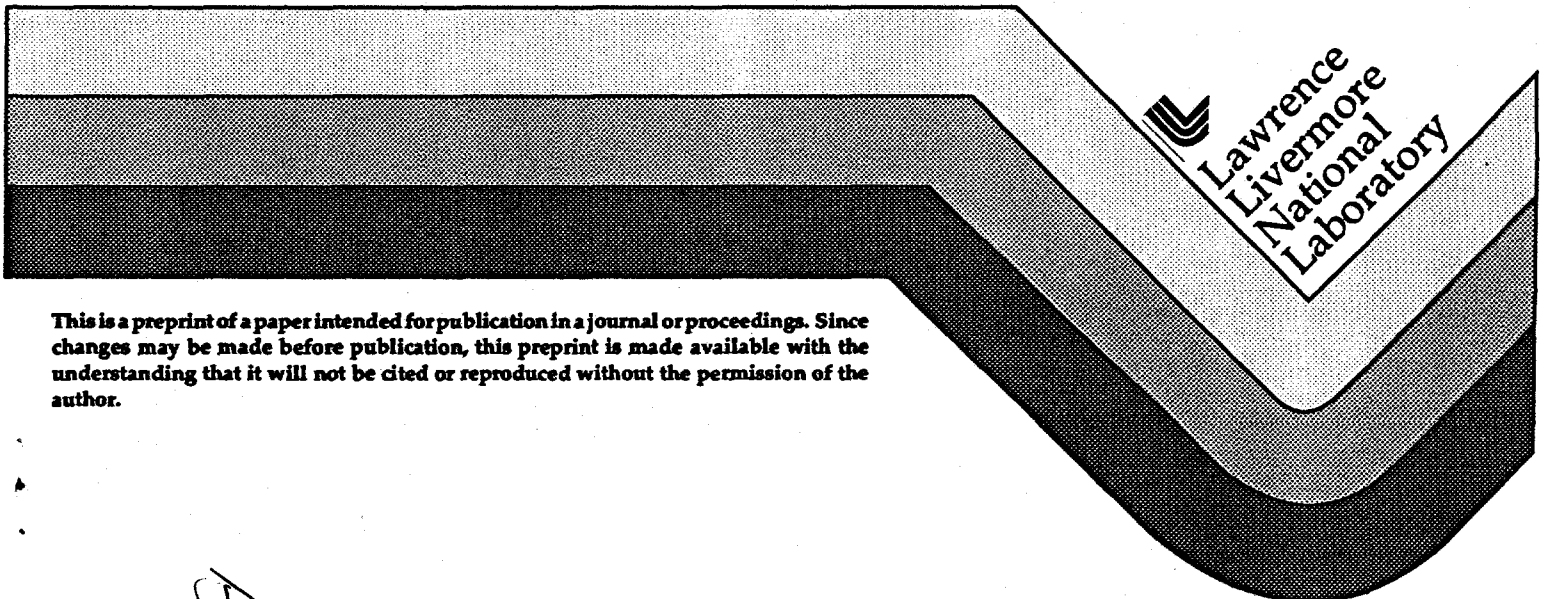 Lawrence
Livermore
National
Laboratory
This is a preprint of a paper intended for publication in a journal or proceedings. Since
changes may be made before publication, this preprint is made available with the
understanding that it will not be cited or reproduced without the permission of the
author.